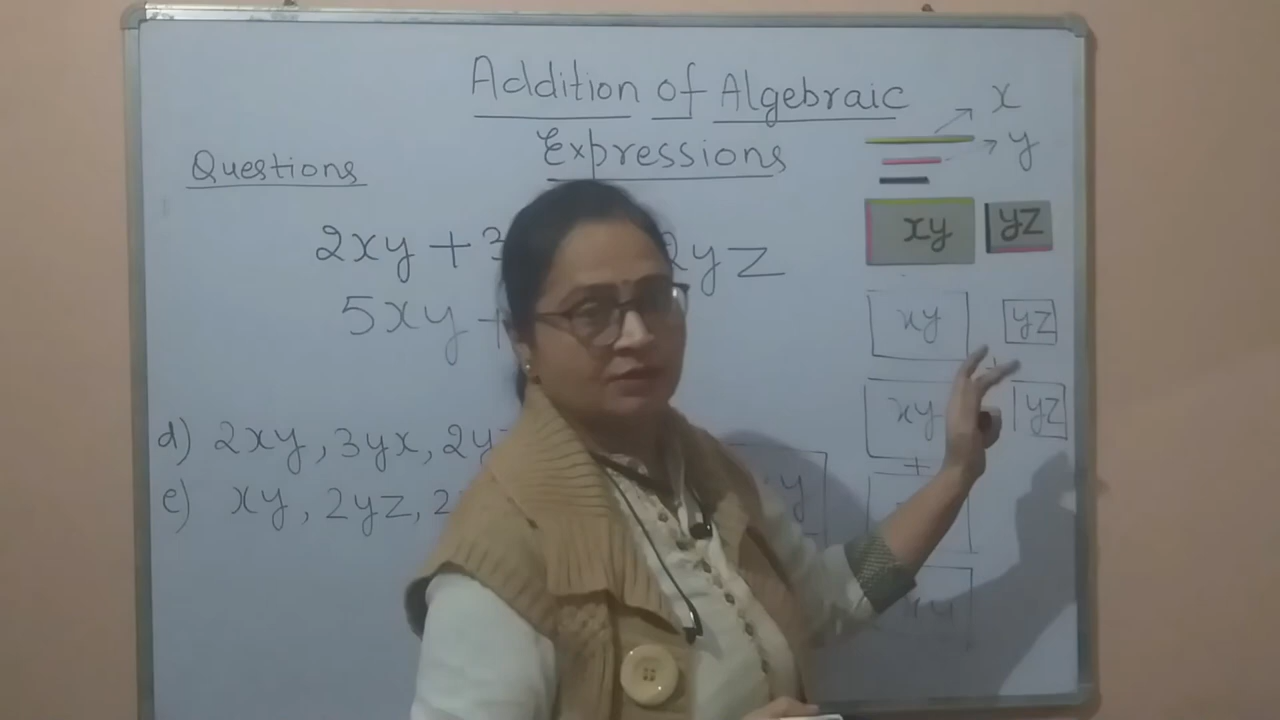 Addition of Algebraic
Expressions
Questions
2xy + 3
2yz
5xy +
d) 2xy, 3yx, 2y
e) xy, 2yz, 2
y
x
y
xy
yz
xy
yz
+
xy
yz
+
xy